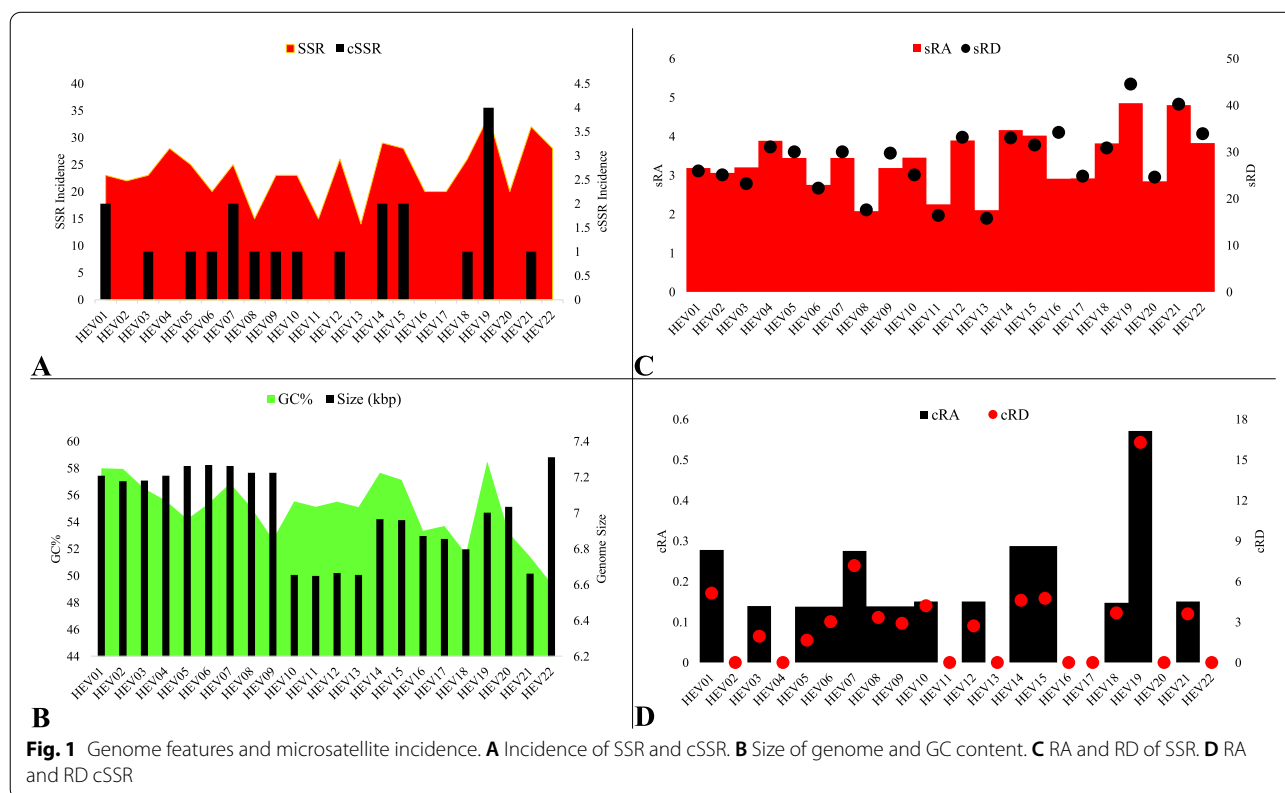 SSR cSSR
40
35
30
25
20
15
10
5
0
SSR Incidence
4.5
4
3.5
3
2.5
2
1.5
1
0.5
0
cSSR Incidence
HEV01 HEV02 HEV03 HEV04 HEV05 HEV06 HEV07 HEV08 HEV09 HEV10 HEV11 HEV12 HEV13 HEV14 HEV15 HEV16 HEV17 HEV18 HEV19 HEV20 HEV21 HEV22
A
sRA sRD
6
5
4
3
2
1
0
sRA
50
40
30
20
10
0
sRD
HEV01 HEV02 HEV03 HEV04 HEV05 HEV06 HEV07 HEV08 HEV09 HEV10 HEV11 HEV12 HEV13 HEV14 HEV15 HEV16 HEV17 HEV18 HEV19 HEV20 HEV21 HEV22
C
GC% Size (kbp)
60
58
56
54
52
50
48
46
44
GC%
7.4
7.2
7
6.8
6.6
6.4
6.2
Genome Size
HEV01 HEV02 HEV03 HEV04 HEV05 HEV06 HEV07 HEV08 HEV09 HEV10 HEV11 HEV12 HEV13 HEV14 HEV15 HEV16 HEV17 HEV18 HEV19 HEV20 HEV21 HEV22
B
cRA cRD
0.6
0.5
0.4
0.3
0.2
0.1
0
cRA
18
15
12
9
6
3
0
cRD
HEV01 HEV02 HEV03 HEV04 HEV05 HEV06 HEV07 HEV08 HEV09 HEV10 HEV11 HEV12 HEV13 HEV14 HEV15 HEV16 HEV17 HEV18 HEV19 HEV20 HEV21 HEV22
D
Fig. 1 Genome features and microsatellite incidence. A Incidence of SSR and cSSR. B Size of genome and GC content. C RA and RD of SSR. D RA
and RD cSSR